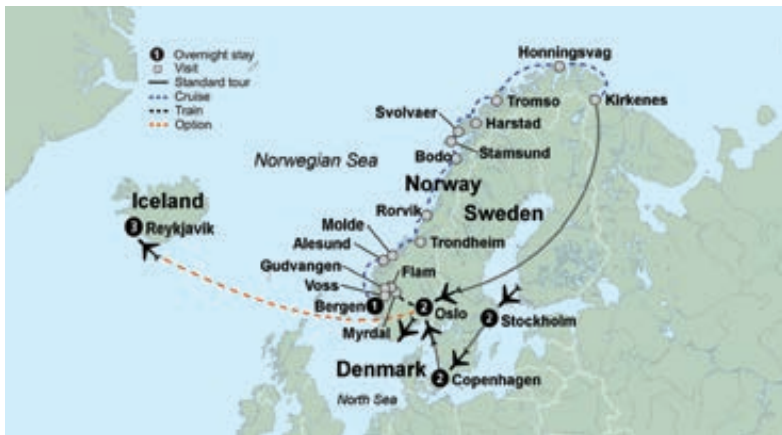 1 Overnight stay
Visit
Standard tour
Cruise
Train
Option
Honningsvag
Kirkenes
Tromso
Harstad
Svolvaer
Stamsund
Bodo
Norwegian Sea
Norway
Sweden
Iceland
3 Reykjavik
Rorvik
Molde
Trondheim
Alesund
Gudvangen
Flam
Voss
Bergen 1
2 Oslo
Myrdal
2 Stockholm
Denmark
2 Copenhagen
North Sea